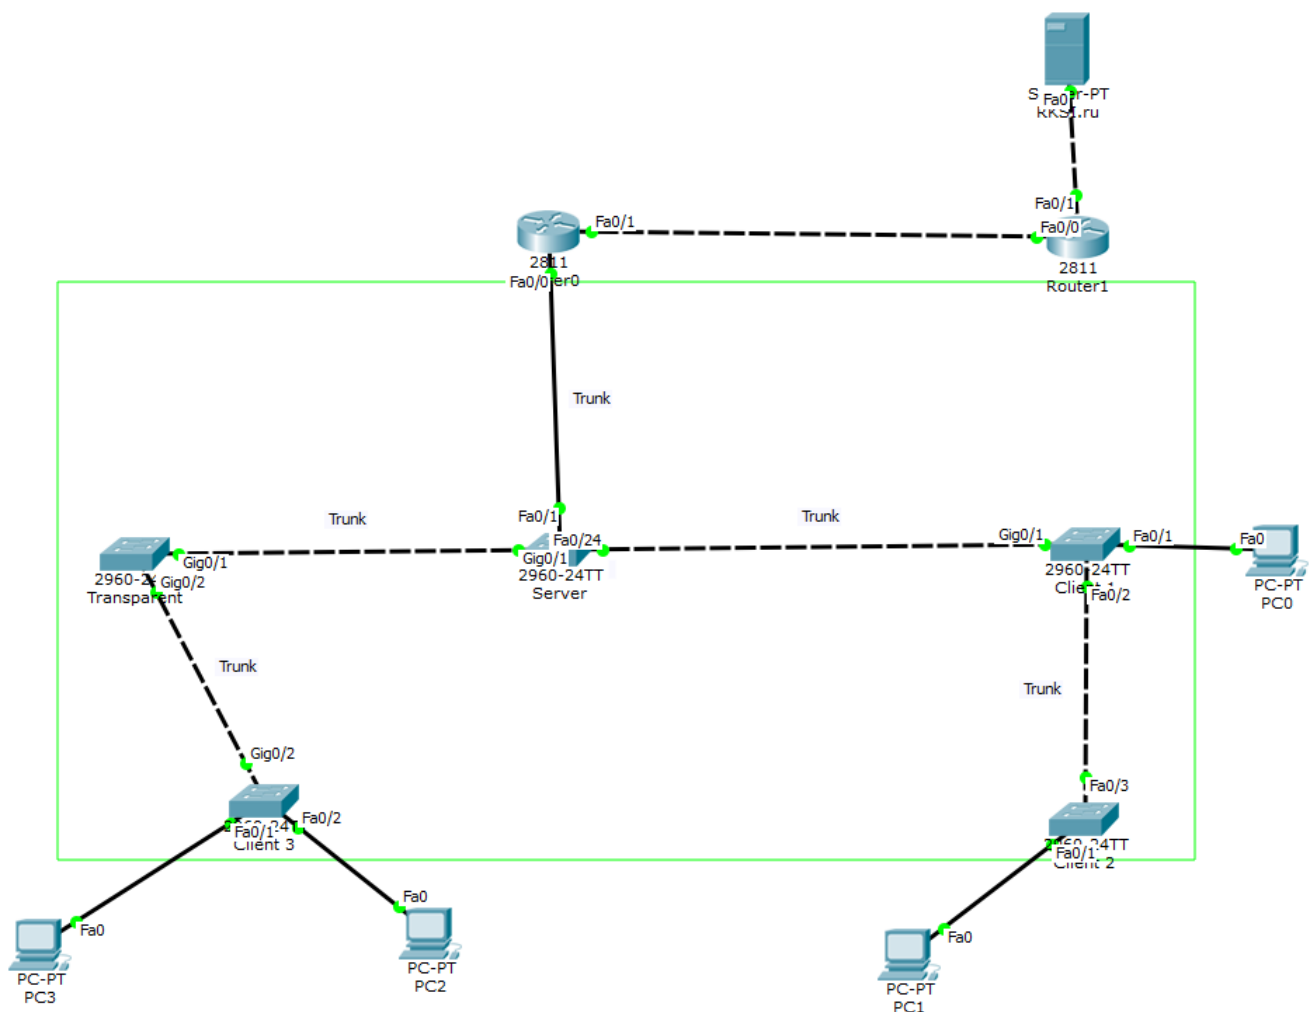 Fa0
RKSI.ru
Fa0/1
Fa0/1
Fa0/0
2811
Fa0/0
2811
Router1
Trunk
Trunk
Trunk
Fa0/1
Fa0/24
Gig0/1
2960-24TT
Server
Gig0/1
Gig0/2
Transparent
Gig0/1
Fa0/1
Fa0
2960-24TT
Fa0/2
PC-PT
PC0
Trunk
Trunk
Gig0/2
Fa0/2
Fa0/1
Client 3
Fa0/3
Fa0/1
Client 2
Fa0
Fa0
Fa0
PC-PT
PC3
PC-PT
PC2
PC-PT
PC1